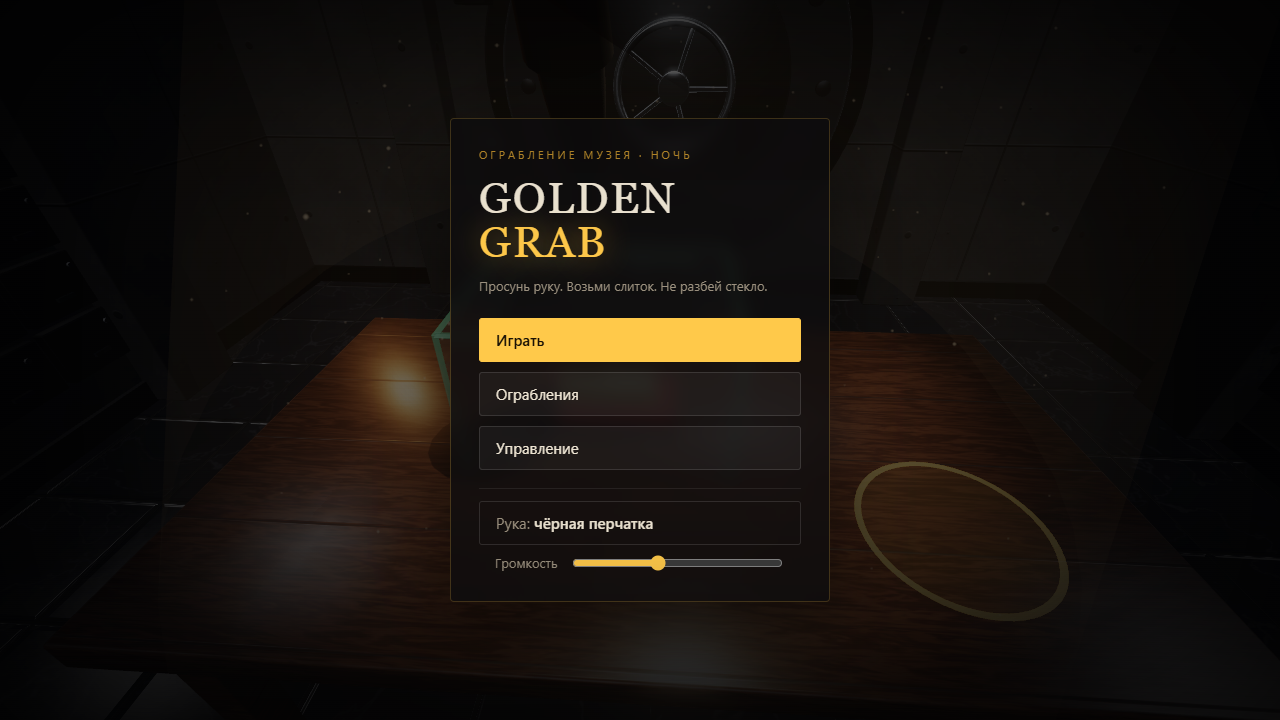 ОГРАБЛЕНИЕ МУЗЕЯ · НОЧЬ
GOLDEN
GRAB
Просунь руку. Возьми слиток. Не разбей стекло.
Играть
Ограбления
Управление
Рука: чёрная перчатка
Громкость